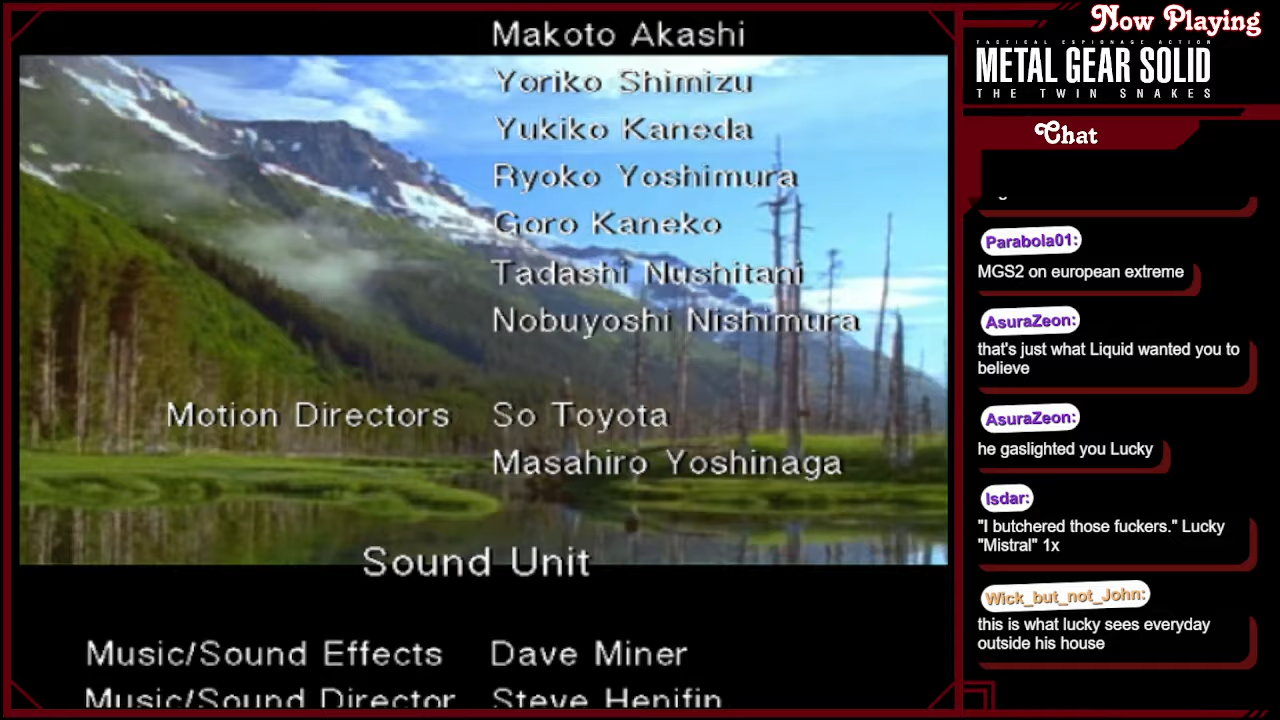 Makoto Akashi
Yoriko Shimizu
Yukiko Kaneda
Ryoko Yoshimura
Goro Kaneko
Tadashi Nushitani
Nobuyoshi Nishimura
Motion Directors So Toyota
Masahiro Yoshinaga
Sound Unit
Music/Sound Effects Dave Miner
Music/Sound Director Steve Henifin
Now Playing
TACTICAL ESPIONAGE ACTION
METAL GEAR SOLID
THE TWIN SNAKES
Chat
Parabola01:
MGS2 on european extreme
AsuraZeon:
that's just what Liquid wanted you to
believe
AsuraZeon:
he gaslighted you Lucky
Isdar:
"I butchered those fuckers." Lucky
"Mistral" 1x
Wick_but_not_John:
this is what lucky sees everyday
outside his house